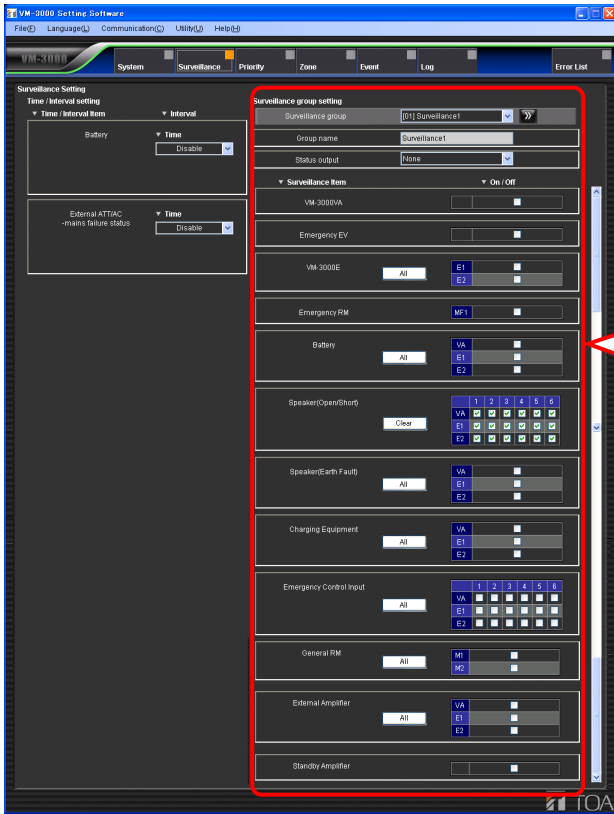 VM-3000 Setting Software
File(F) Language(L) Communication(C) Utility(U) Help(H)
VM-3000
System Surveillance Priority Zone Event Log Error List
Surveillance Setting
Time / Interval setting
▼ Time / Interval Item ▼ Interval
Battery ▼ Time
Disable
External ATT/AC ▼ Time
-mains failure status Disable
Surveillance group setting
Surveillance group [01] Surveillance1 »
Group name Surveillance1
Status output None
▼ Surveillance Item ▼ On / Off
VM-3000VA
Emergency EV
VM-3000E All E1
E2
Emergency RM MF1
Battery All VA
E1
E2
Speaker(Open/Short) Clear 1 2 3 4 5 6
VA
E1
E2
Speaker(Earth Fault) All VA
E1
E2
Charging Equipment All VA
E1
E2
Emergency Control Input All 1 2 3 4 5 6
VA
E1
E2
General RM All M1
M2
External Amplifier All VA
E1
E2
Standby Amplifier
TOA